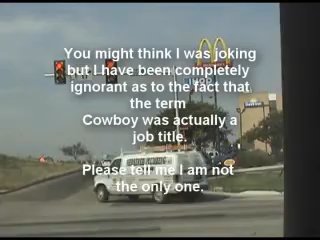 You might think I was joking
but I have been completely
ignorant as to the fact that
the term
Cowboy was actually a
job title.
Please tell me I am not
the only one.